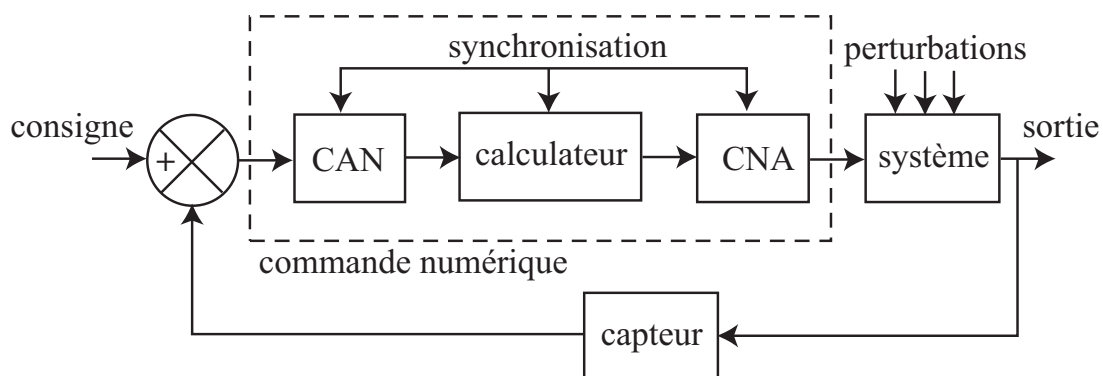 synchronisation
perturbations
consigne
+
CAN
calculateur
CNA
système
sortie
commande numérique
capteur